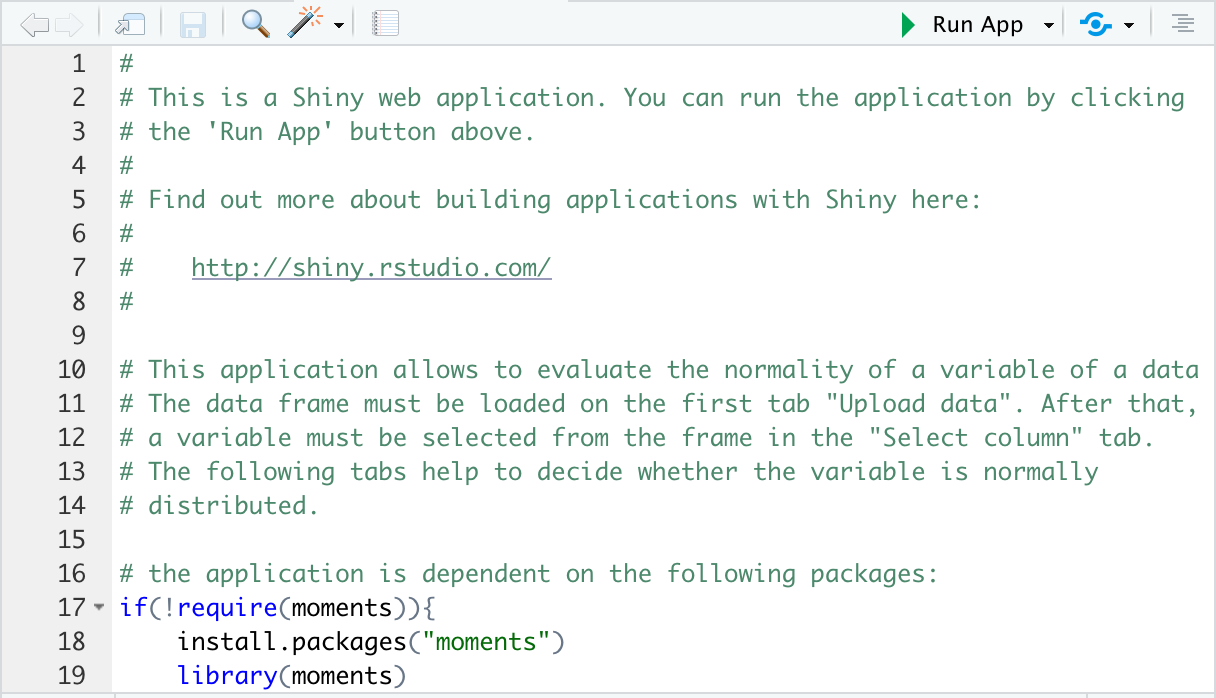 Run App
1 #
2 # This is a Shiny web application. You can run the application by clicking
3 # the 'Run App' button above.
4 #
5 # Find out more about building applications with Shiny here:
6 #
7 #    http://shiny.rstudio.com/
8 #
9
10 # This application allows to evaluate the normality of a variable of a data
11 # The data frame must be loaded on the first tab "Upload data". After that,
12 # a variable must be selected from the frame in the "Select column" tab.
13 # The following tabs help to decide whether the variable is normally
14 # distributed.
15
16 # the application is dependent on the following packages:
17 if(!require(moments)){
18     install.packages("moments")
19     library(moments)